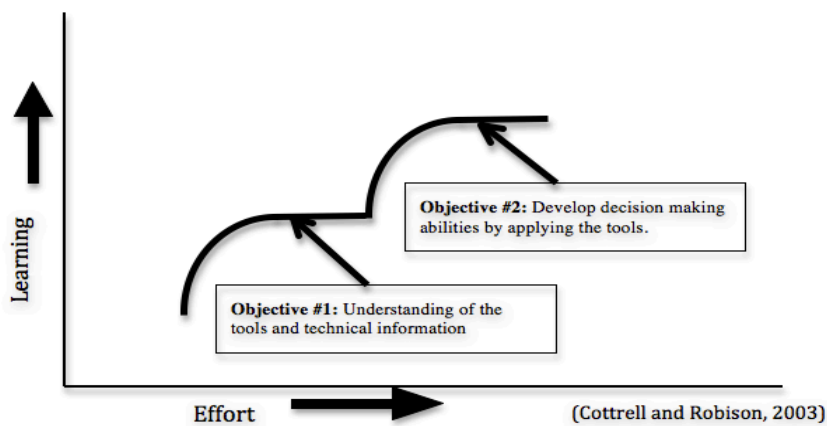 Learning
Objective #2: Develop decision making
abilities by applying the tools.
Objective #1: Understanding of the
tools and technical information
Effort
(Cottrell and Robison, 2003)